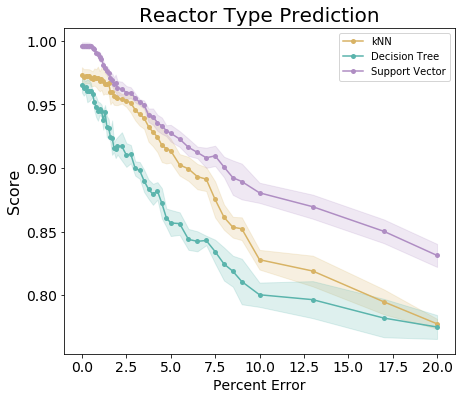 Reactor Type Prediction
kNN
Decision Tree
Support Vector
Score
1.00
0.95
0.90
0.85
0.80
0.0 2.5 5.0 7.5 10.0 12.5 15.0 17.5 20.0
Percent Error